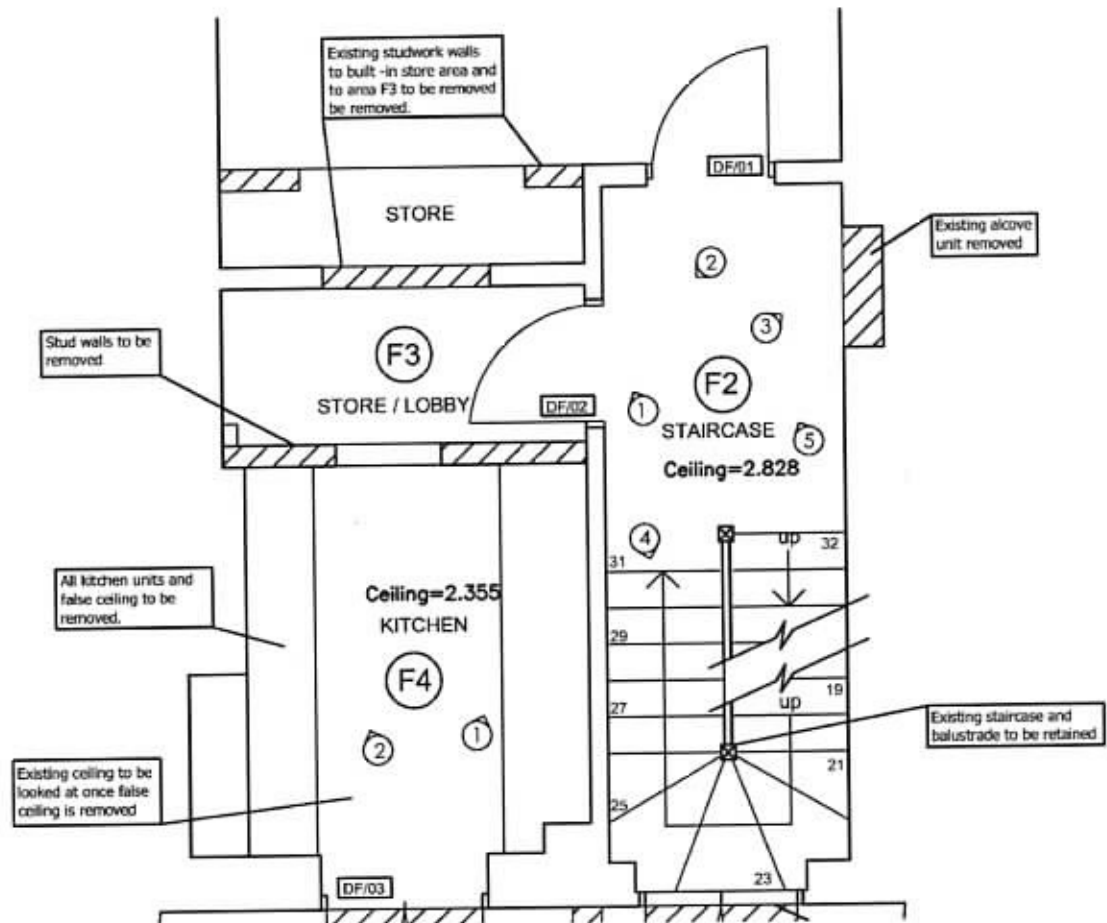 Existing studwork walls
to built -in store area and
to area F3 to be removed
be removed.
DF/01
STORE
Existing alcove
unit removed
2
3
Stud walls to be
removed
F3
F2
STORE / LOBBY
DF/02
1
STAIRCASE
5
Ceiling=2.828
4
up
32
31
All kitchen units and
false ceiling to be
removed.
Ceiling=2.355
KITCHEN
29
F4
19
up
27
Existing staircase and
balustrade to be retained
1
2
21
Existing ceiling to be
looked at once false
ceiling is removed
25
23
DF/03